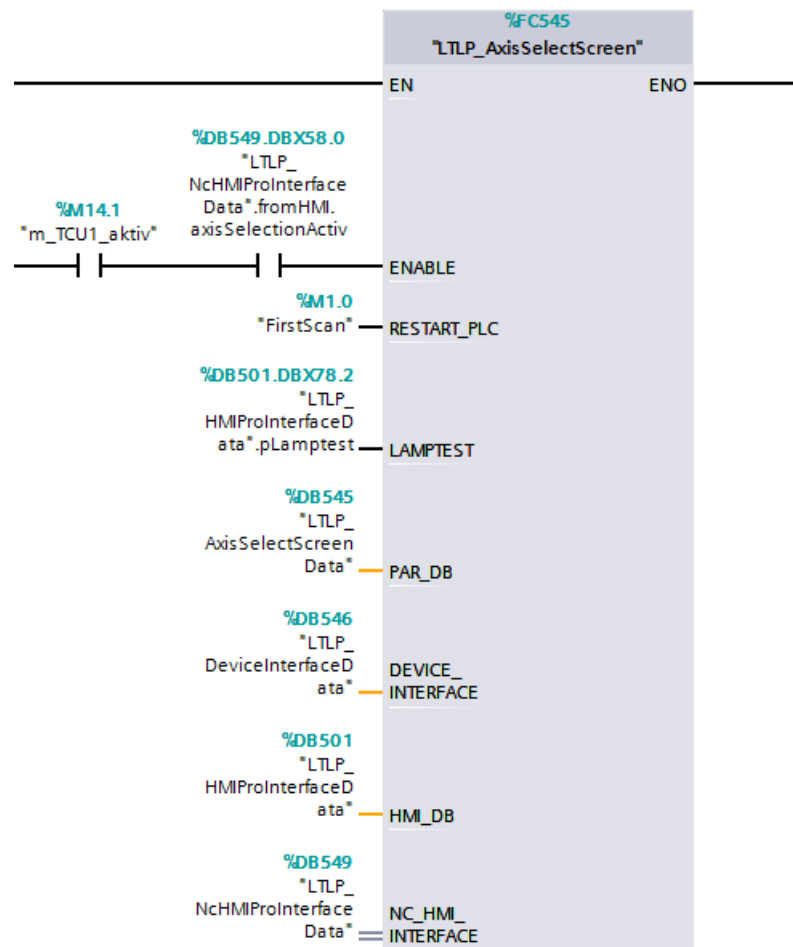 %FC545
"LTLP_AxisSelectScreen"
EN
ENO
%DB549.DBX58.0
"LTLP_
NcHMIProInterface
Data".fromHMI.
axisSelectionActiv
%M14.1
"m_TCU1_aktiv"
ENABLE
%M1.0
"FirstScan"
RESTART_PLC
%DB501.DBX78.2
"LTLP_
HMIProInterfaceD
ata".pLamptest
LAMPTEST
%DB545
"LTLP_
AxisSelectScreen
Data"
PAR_DB
%DB546
"LTLP_
DeviceInterfaceD
ata"
DEVICE_
INTERFACE
%DB501
"LTLP_
HMIProInterfaceD
ata"
HMI_DB
%DB549
"LTLP_
NcHMIProInterface
Data"
NC_HMI_
INTERFACE